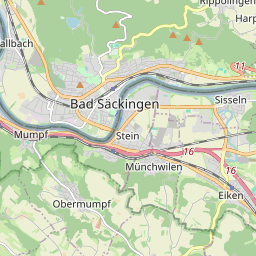 Rippolingen
Harp
allbach
11
Sisseln
Bad Säckingen
Mumpf
Stein
16
Münchwilen
16
Obermumpf
Eiken